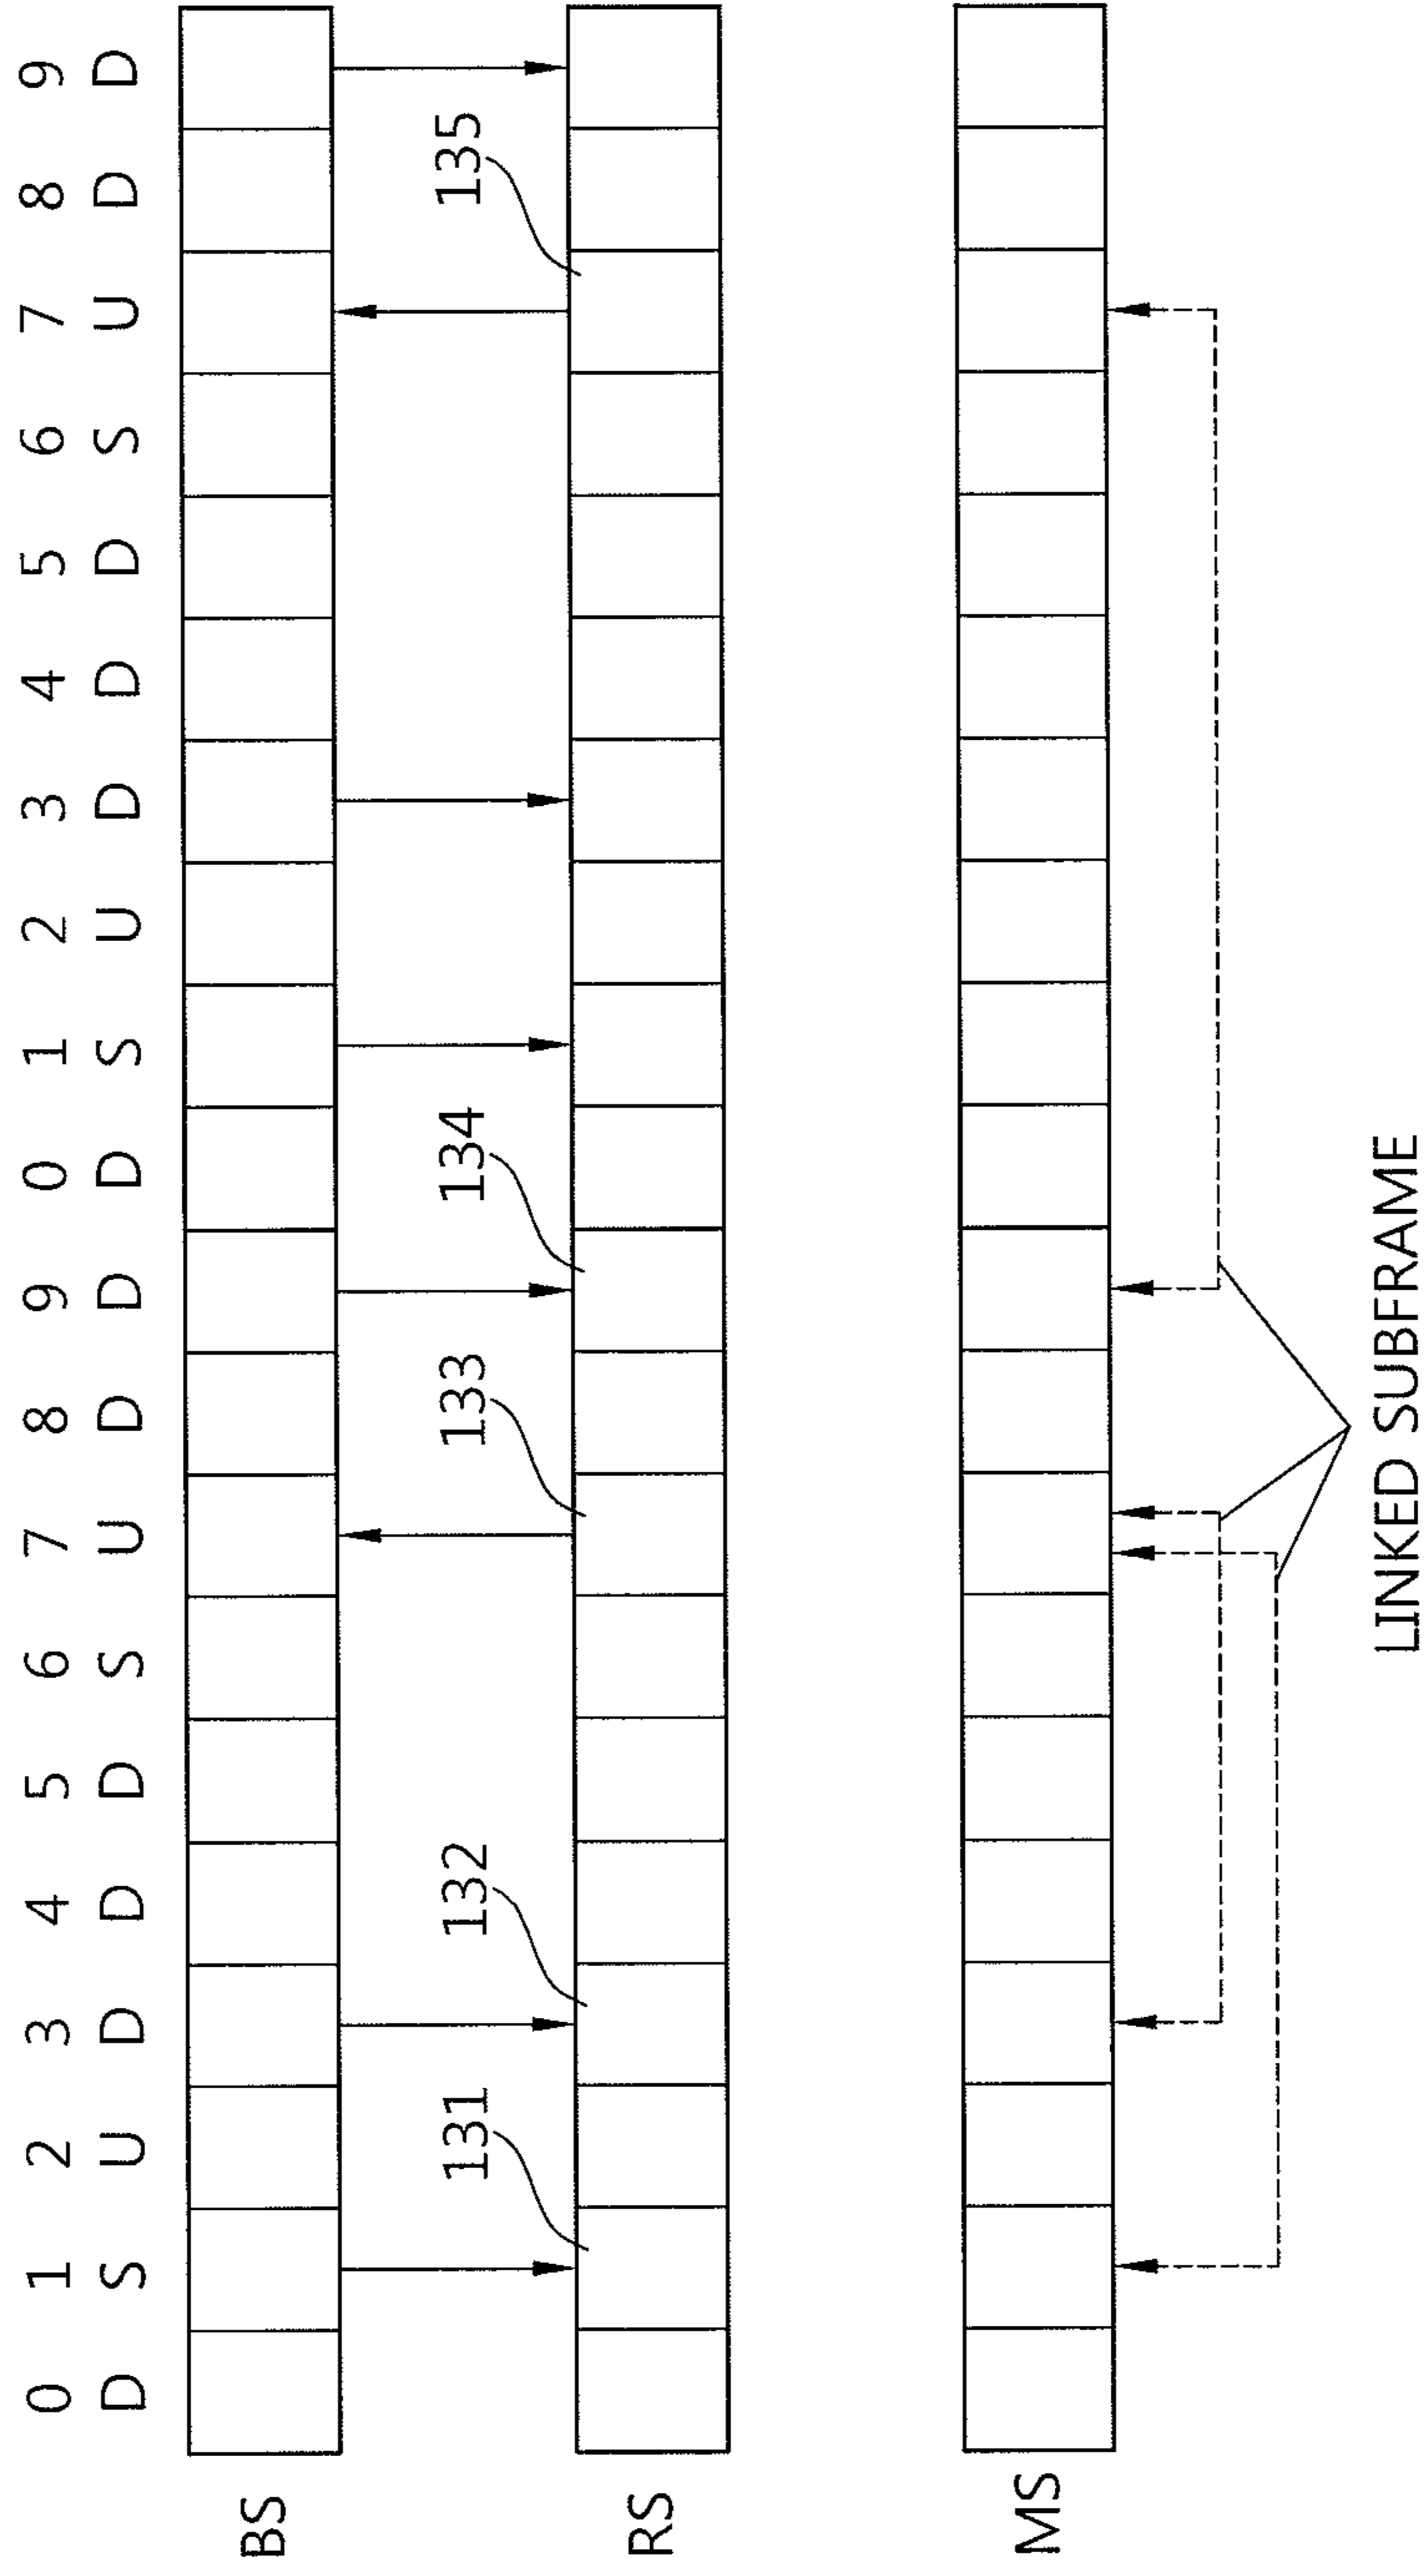 0 1 2 3 4 5 6 7 8 9 0 1 2 3 4 5 6 7 8 9
D S U D D D S U D D D S U D D D S U D D
BS
131 132 133 134 135
RS
MS
LINKED SUBFRAME